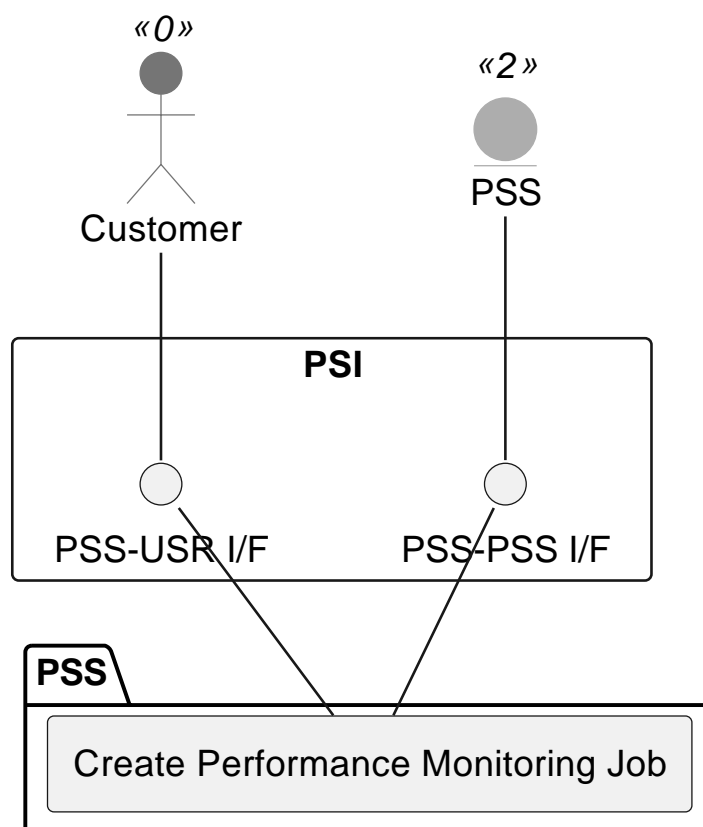 «0»
«2»
Customer
PSS
PSI
PSS-USR I/F
PSS-PSS I/F
PSS
Create Performance Monitoring Job